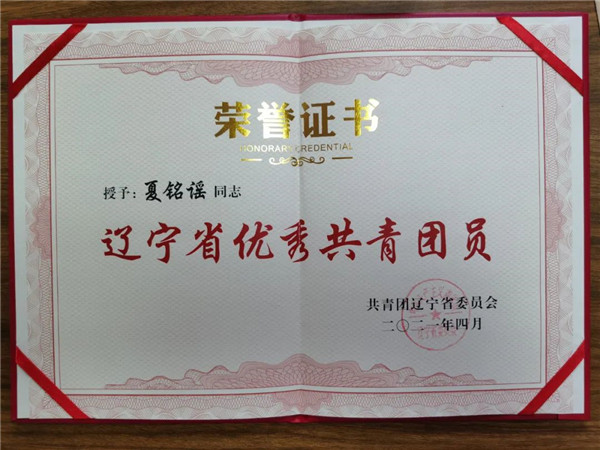 荣誉证书
HONORARY CREDENTIAL
授予：夏铭谣 同志
辽宁省优秀共青团员
共青团辽宁省委员会
二〇二一年四月